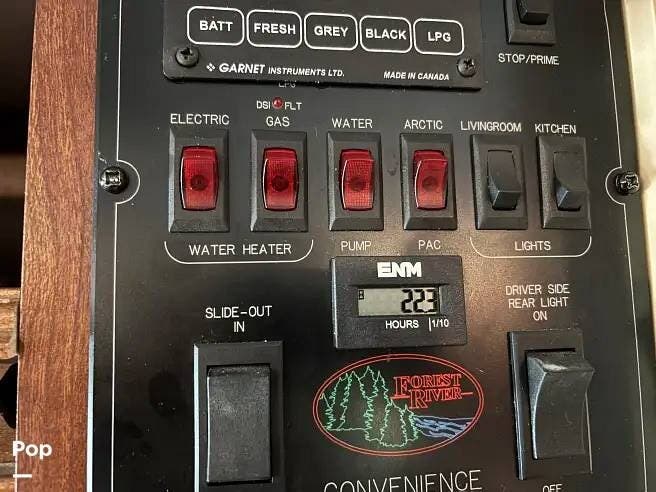 BATT FRESH GREY BLACK LPG
GARNET INSTRUMENTS LTD. MADE IN CANADA
STOP/PRIME
LPG
DSI FLT
ELECTRIC GAS WATER ARCTIC LIVINGROOM KITCHEN
WATER HEATER PUMP PAC LIGHTS
ENM
223
HOURS 1/10
SLIDE-OUT
IN
DRIVER SIDE
REAR LIGHT
ON
FOREST
RIVER
CONVENIENCE
OFF
Pop